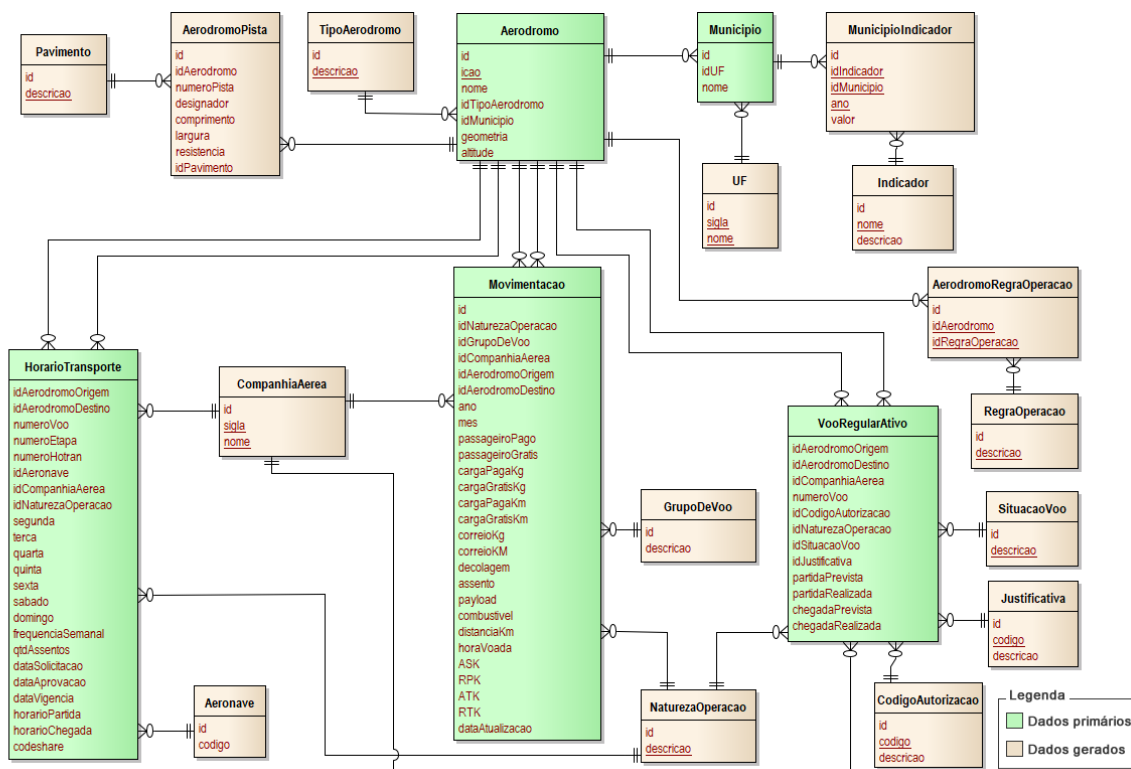 Pavimento
id
descricao
AerodromoPista
id
idAerodromo
numeroPista
designador
comprimento
largura
resistencia
idPavimento
TipoAerodromo
id
descricao
Aerodromo
id
icao
nome
idTipoAerodromo
idMunicipio
geometria
altitude
Municipio
id
idUF
nome
MunicipioIndicador
id
idIndicador
idMunicipio
ano
valor
UF
id
sigla
nome
Indicador
id
nome
descricao
AerodromoRegraOperacao
id
idAerodromo
idRegraOperacao
RegraOperacao
id
descricao
HorarioTransporte
idAerodromoOrigem
idAerodromoDestino
numeroVoo
numeroEtapa
numeroHotran
idAeronave
idCompanhiaAerea
idNaturezaOperacao
segunda
terca
quarta
quinta
sexta
sabado
domingo
frequenciaSemanal
qtdAssentos
dataSolicitacao
dataAprovacao
dataVigencia
horarioPartida
horarioChegada
codeshare
CompanhiaAerea
id
sigla
nome
Aeronave
id
codigo
Movimentacao
id
idNaturezaOperacao
idGrupoDeVoo
idCompanhiaAerea
idAerodromoOrigem
idAerodromoDestino
ano
mes
passageiroPago
passageiroGratis
cargaPagaKg
cargaGratisKg
cargaPagaKm
cargaGratisKm
correioKg
correioKM
decolagem
assento
payload
combustivel
distanciaKm
horaVoada
ASK
RPK
ATK
RTK
dataAtualizacao
GrupoDeVoo
id
descricao
NaturezaOperacao
id
descricao
VooRegularAtivo
idAerodromoOrigem
idAerodromoDestino
idCompanhiaAerea
numeroVoo
idCodigoAutorizacao
idNaturezaOperacao
idSituacaoVoo
idJustificativa
partidaPrevista
partidaRealizada
chegadaPrevista
chegadaRealizada
SituacaoVoo
id
descricao
Justificativa
id
codigo
descricao
CodigoAutorizacao
id
codigo
descricao
Legenda
Dados primários
Dados gerados